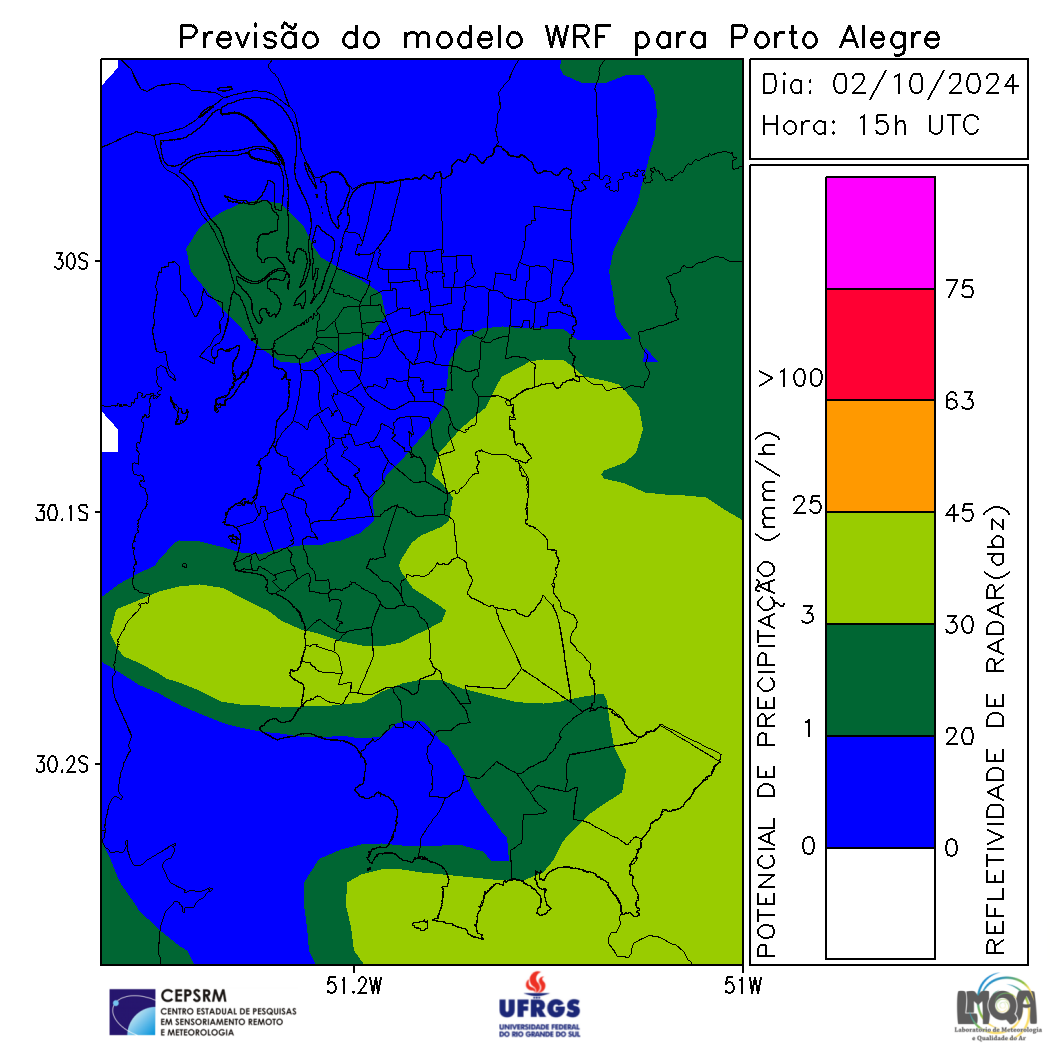 Previsão do modelo WRF para Porto Alegre
Dia: 02/10/2024
Hora: 15h UTC
30S
30.1S
30.2S
51.2W
51W
POTENCIAL DE PRECIPITAÇÃO (mm/h)
>100
25
3
1
0
75
63
45
30
20
0
REFLETIVIDADE DE RADAR(dbz)
CEPSRM
CENTRO ESTADUAL DE PESQUISAS
EM SENSORIAMENTO REMOTO
E METEOROLOGIA
UFRGS
UNIVERSIDADE FEDERAL
DO RIO GRANDE DO SUL
LMQA
Laboratório de Meteorologia
e Qualidade do Ar